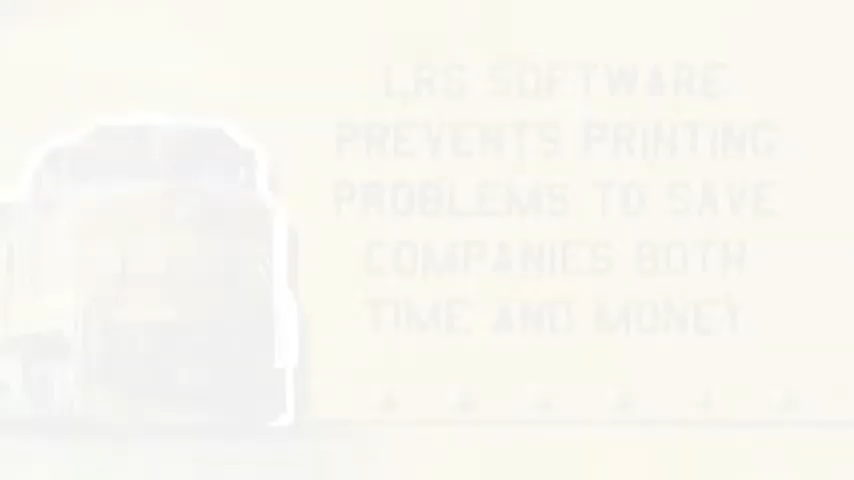 LRS SOFTWARE
PREVENTS PRINTING
PROBLEMS TO SAVE
COMPANIES BOTH
TIME AND MONEY